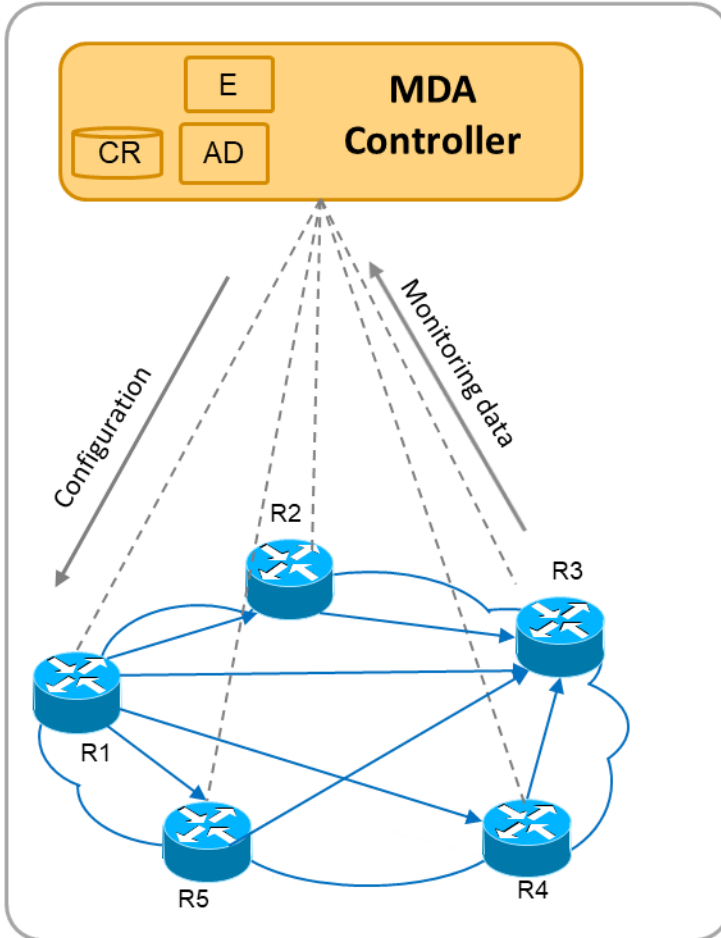 E
MDA
Controller
CR
AD
Configuration
Monitoring data
R2
R3
R1
R5
R4